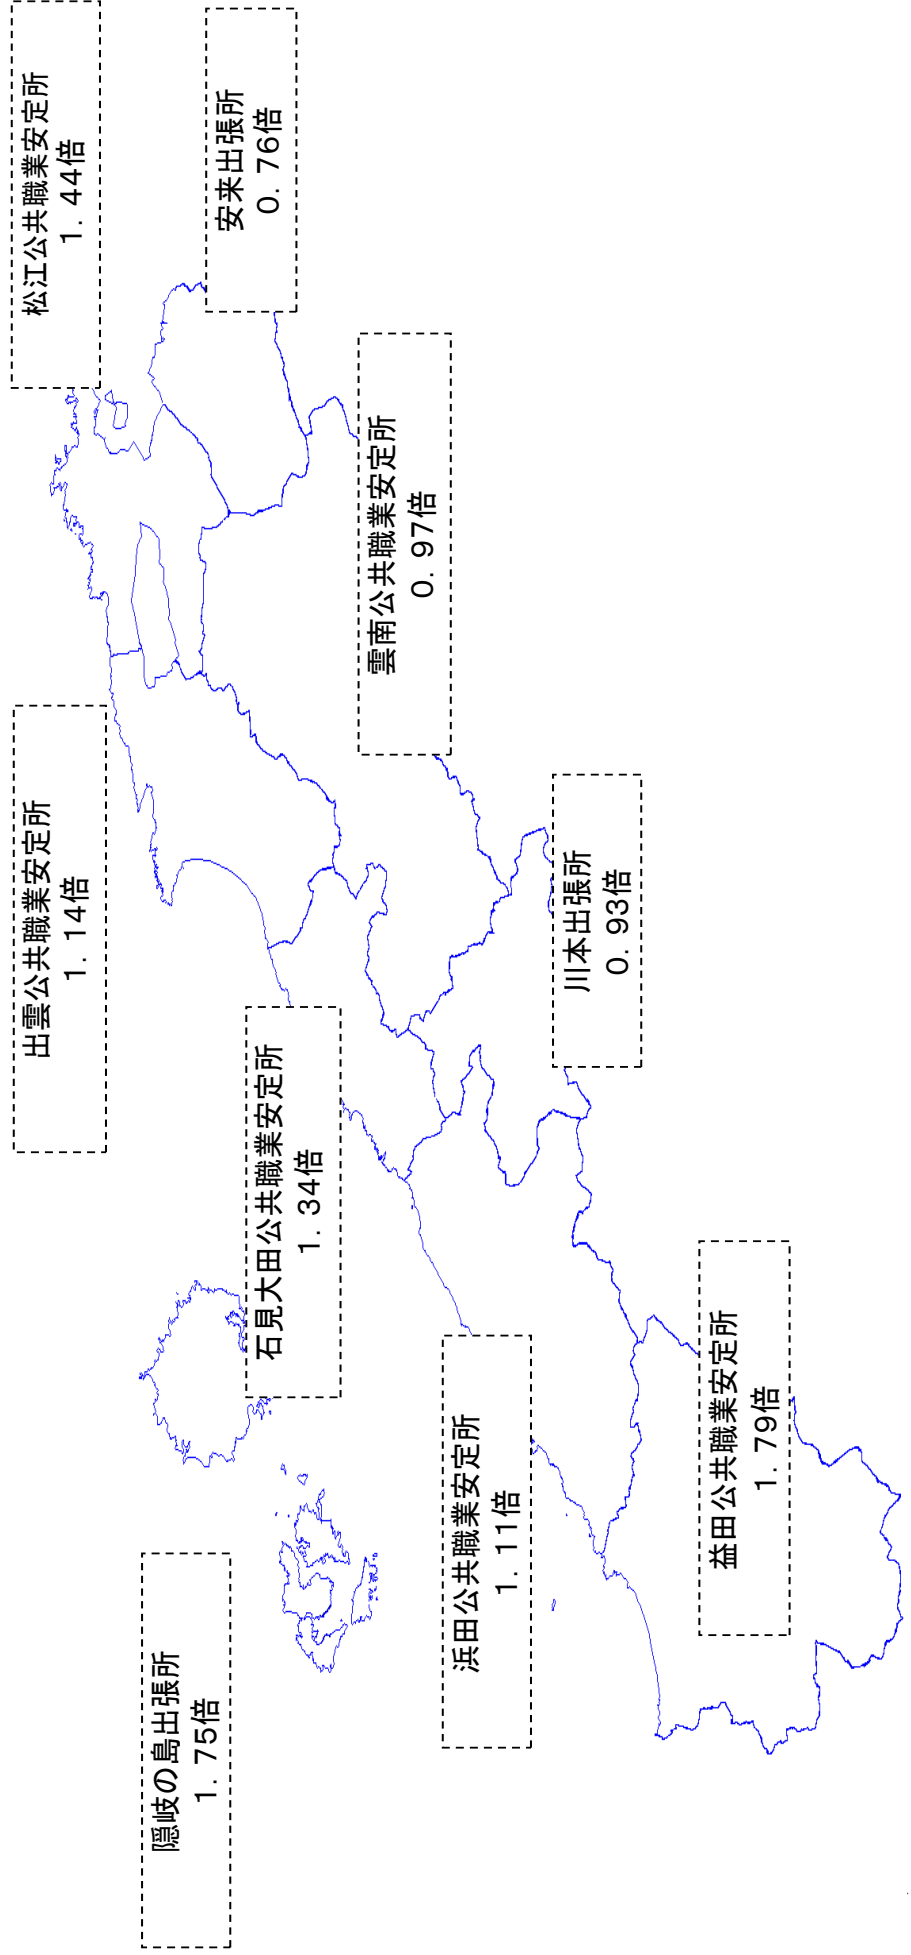 松江公共職業安定所
１．４４倍
安来出張所
０．７６倍
出雲公共職業安定所
１．１４倍
雲南公共職業安定所
０．９７倍
隠岐の島出張所
１．７５倍
石見大田公共職業安定所
１．３４倍
川本出張所
０．９３倍
浜田公共職業安定所
１．１１倍
益田公共職業安定所
１．７９倍